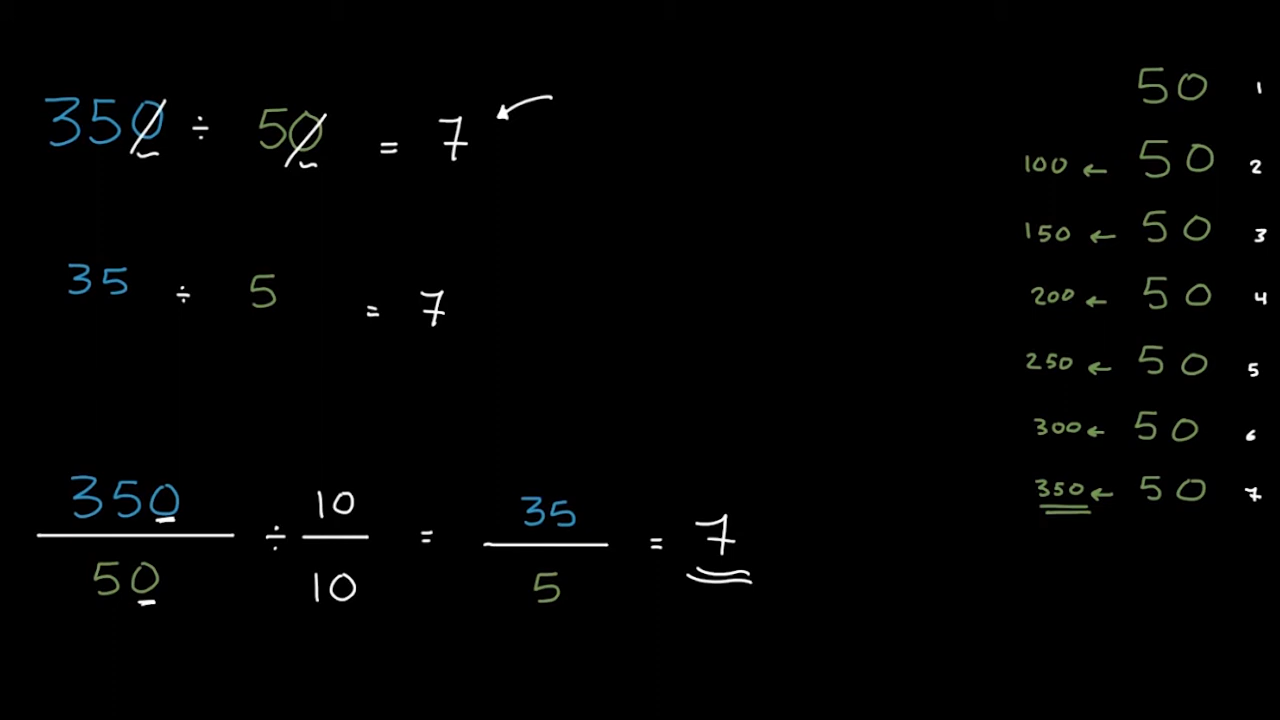 350 ÷ 50 = 7
35 ÷ 5 = 7
350/50 ÷ 10/10 = 35/5 = 7
50 1
100 ← 50 2
150 ← 50 3
200 ← 50 4
250 ← 50 5
300 ← 50 6
350 ← 50 7